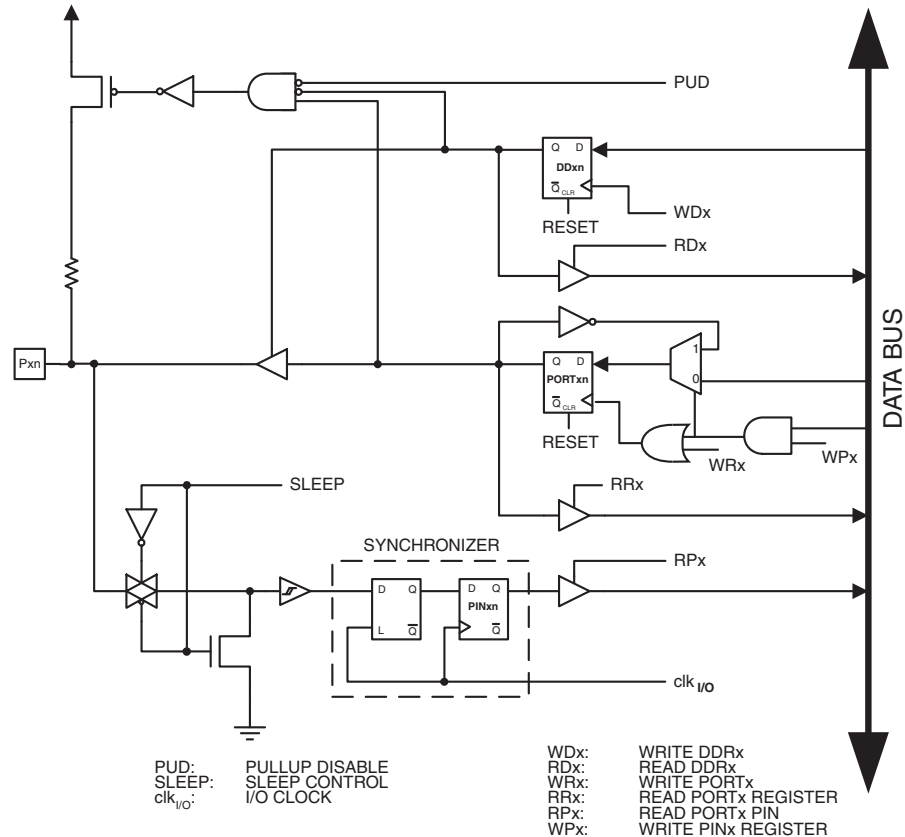 PUD
Q D
DDxn
Q CLR
WDx
RESET
RDx
Pxn
1
Q D
PORTxn
0
Q CLR
RESET
WRx
WPx
DATA BUS
SLEEP
RRx
SYNCHRONIZER
RPx
D Q
D Q
PINxn
L Q
Q
clk I/O
PUD: PULLUP DISABLE
SLEEP: SLEEP CONTROL
clkI/O: I/O CLOCK
WDx: WRITE DDRx
RDx: READ DDRx
WRx: WRITE PORTx
RRx: READ PORTx REGISTER
RPx: READ PORTx PIN
WPx: WRITE PINx REGISTER